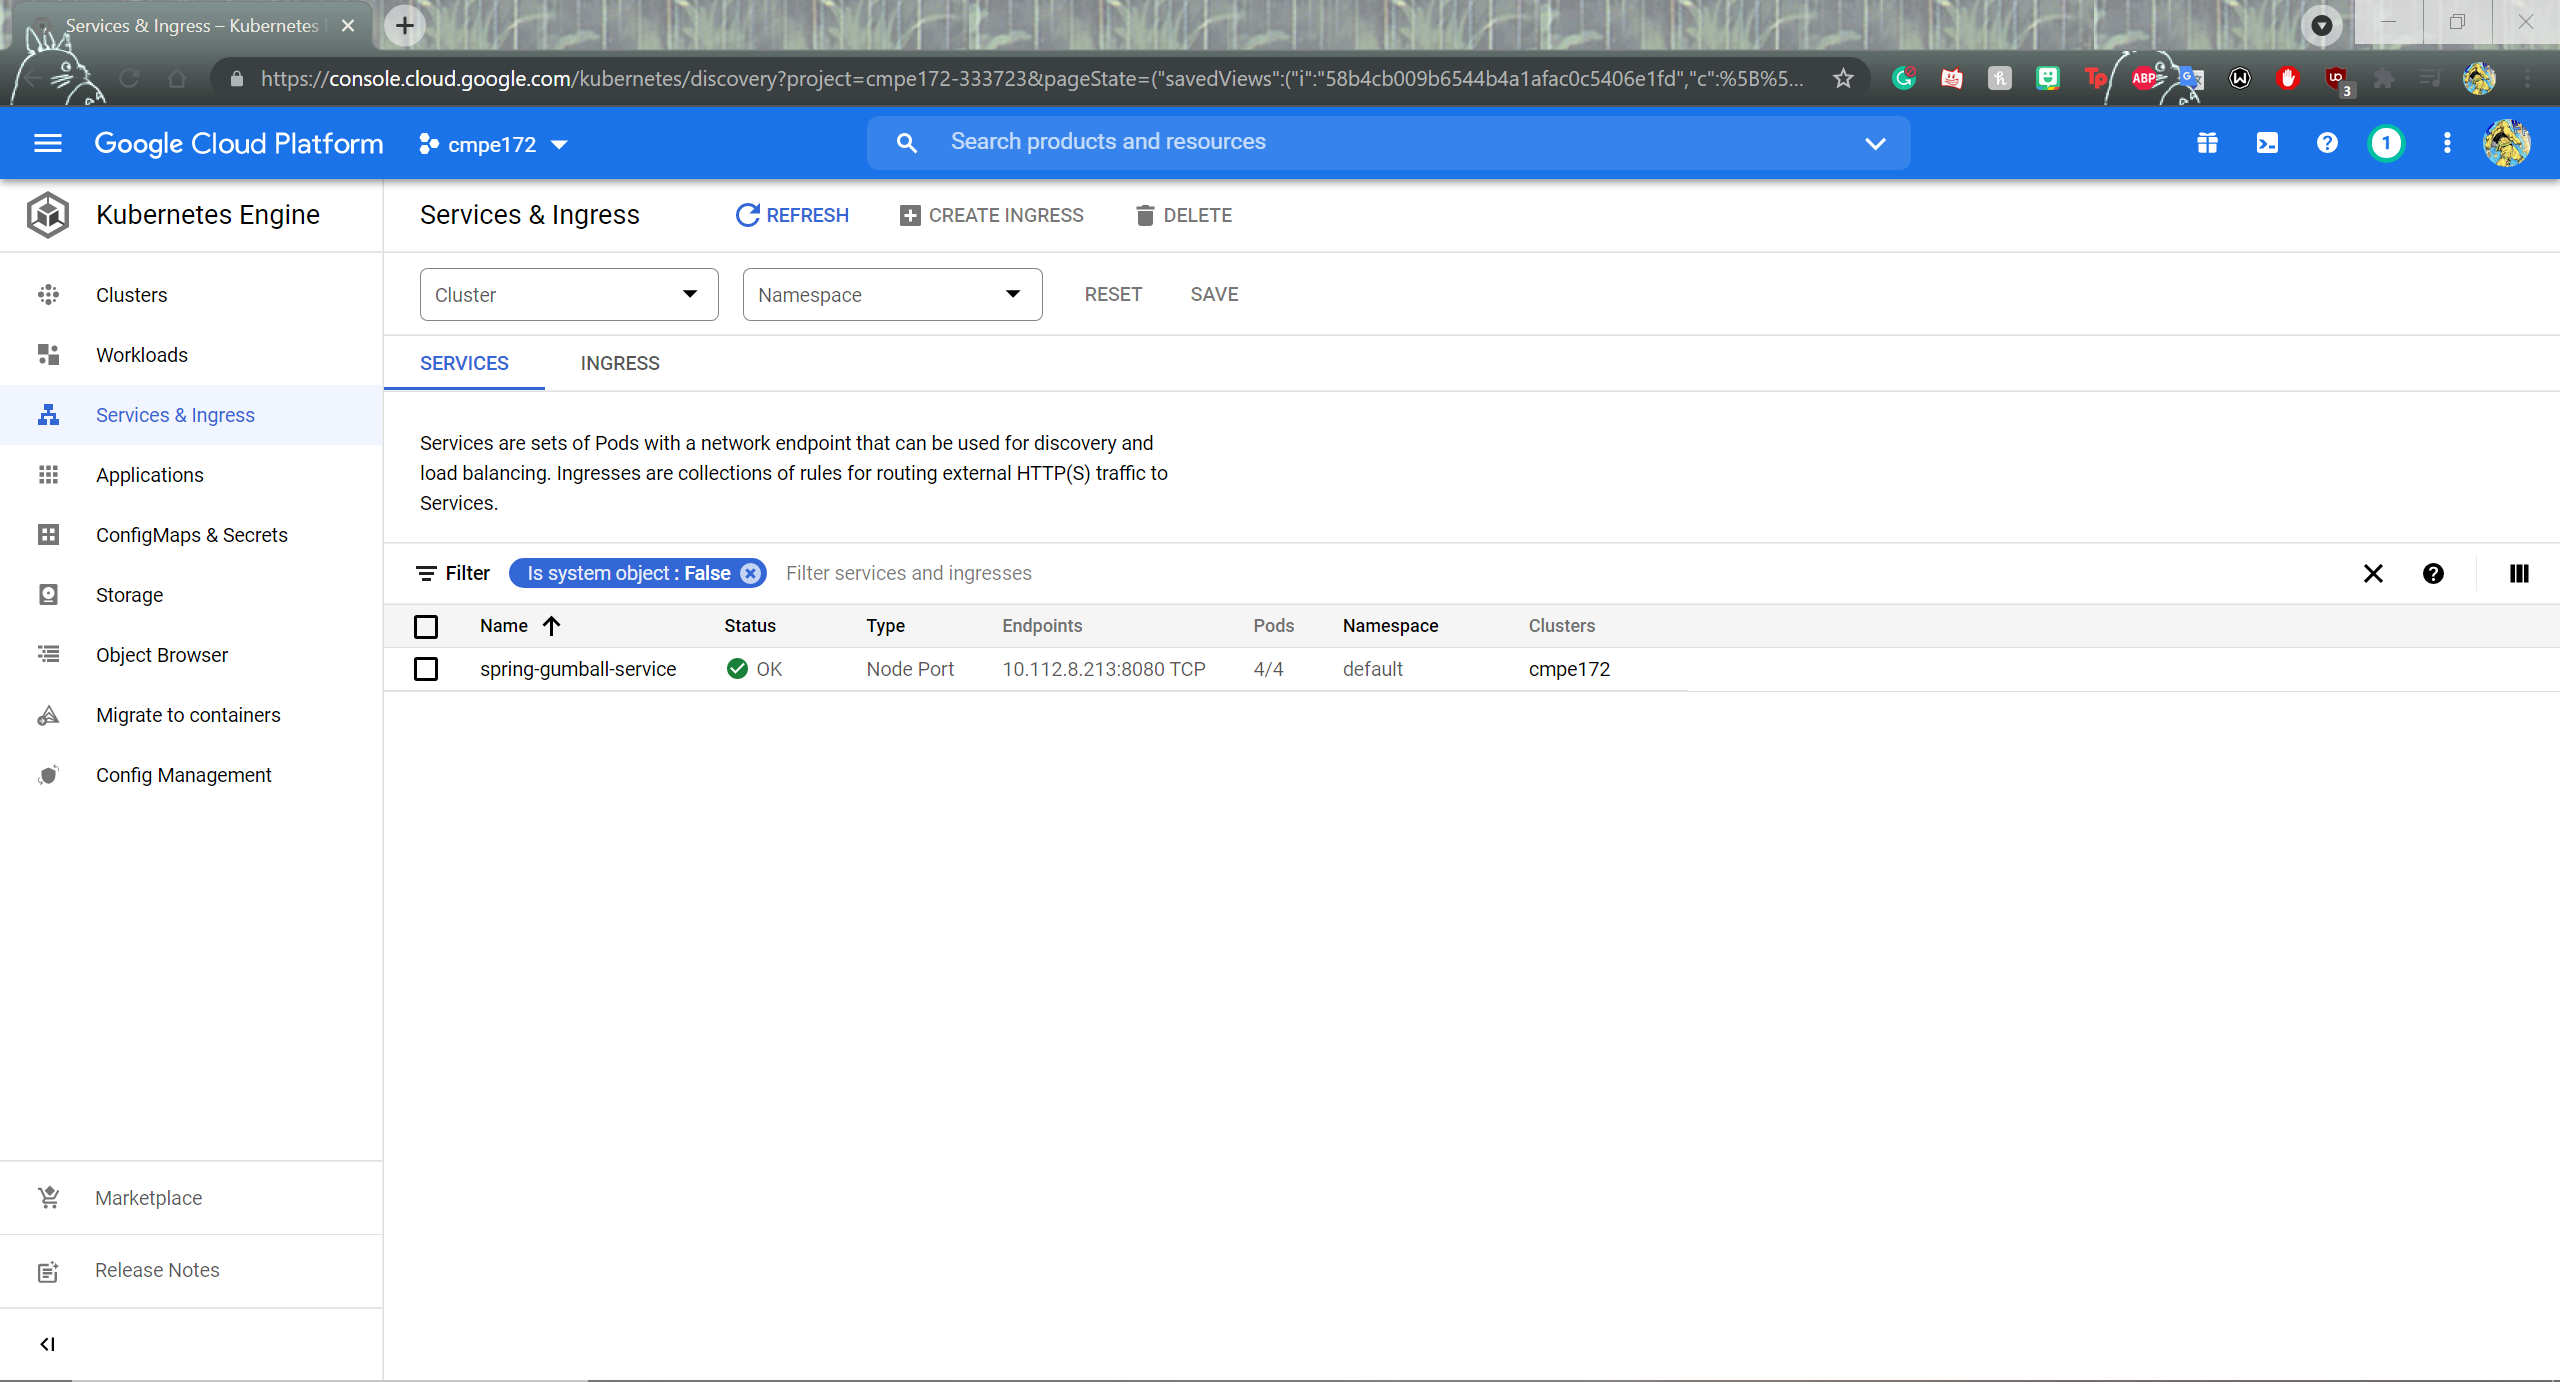 Services & Ingress – Kubernetes
https://console.cloud.google.com/kubernetes/discovery?project=cmpe172-333723&pageState=("savedViews":("i":"58b4cb009b6544b4a1afac0c5406e1fd","c":%5B%5...
TP
ABP
G
W
UO
3
Google Cloud Platform
cmpe172
Search products and resources
1
Kubernetes Engine
Services & Ingress
REFRESH
CREATE INGRESS
DELETE
Clusters
Workloads
Services & Ingress
Applications
ConfigMaps & Secrets
Storage
Object Browser
Migrate to containers
Config Management
Marketplace
Release Notes
Cluster
Namespace
RESET
SAVE
SERVICES
INGRESS
Services are sets of Pods with a network endpoint that can be used for discovery and
load balancing. Ingresses are collections of rules for routing external HTTP(S) traffic to
Services.
Filter
Is system object : False
Filter services and ingresses
Name Status Type Endpoints Pods Namespace Clusters
spring-gumball-service OK Node Port 10.112.8.213:8080 TCP 4/4 default cmpe172